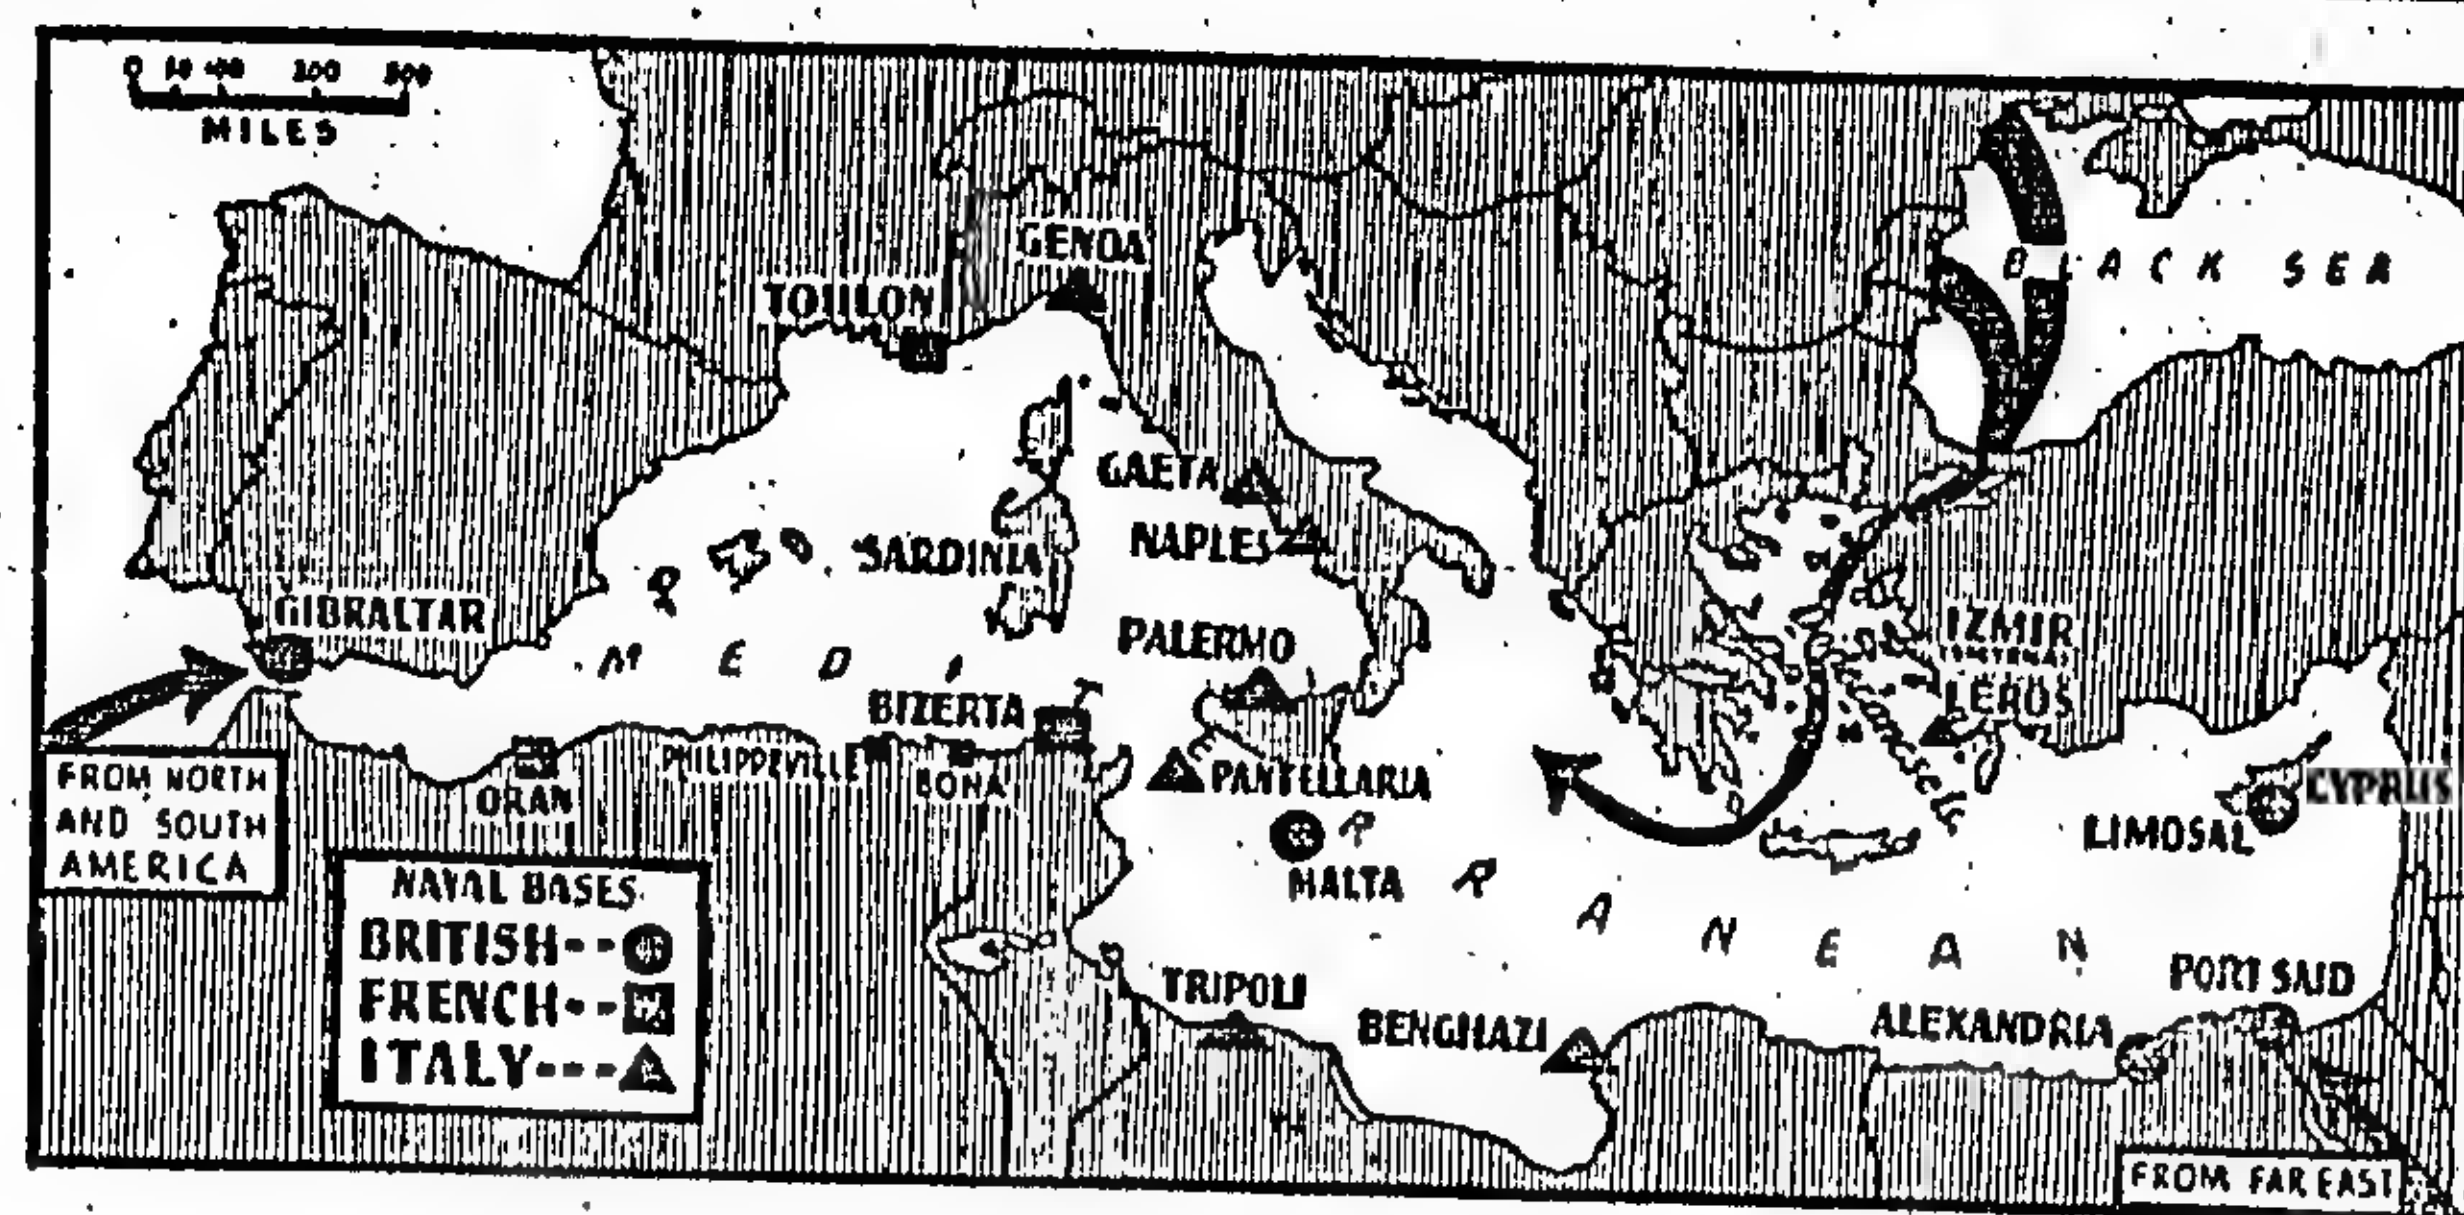 MILES
GENOA
TOULON
BLACK SEA
GAETA
NAPLES
SARDINIA
GIBRALTAR
PALERMO
IZMIR
LEROS
BIZERTA
PHILIPPEVILLE
BONA
ORAN
PANTELLARIA
CYPRUS
LIMOSAL
MALTA
MEDITERRANEAN
FROM NORTH
AND SOUTH
AMERICA
NAVAL BASES
BRITISH--
FRENCH--
ITALY---
TRIPOLI
BENGHAZI
ALEXANDRIA
PORT SAID
FROM FAR EAST